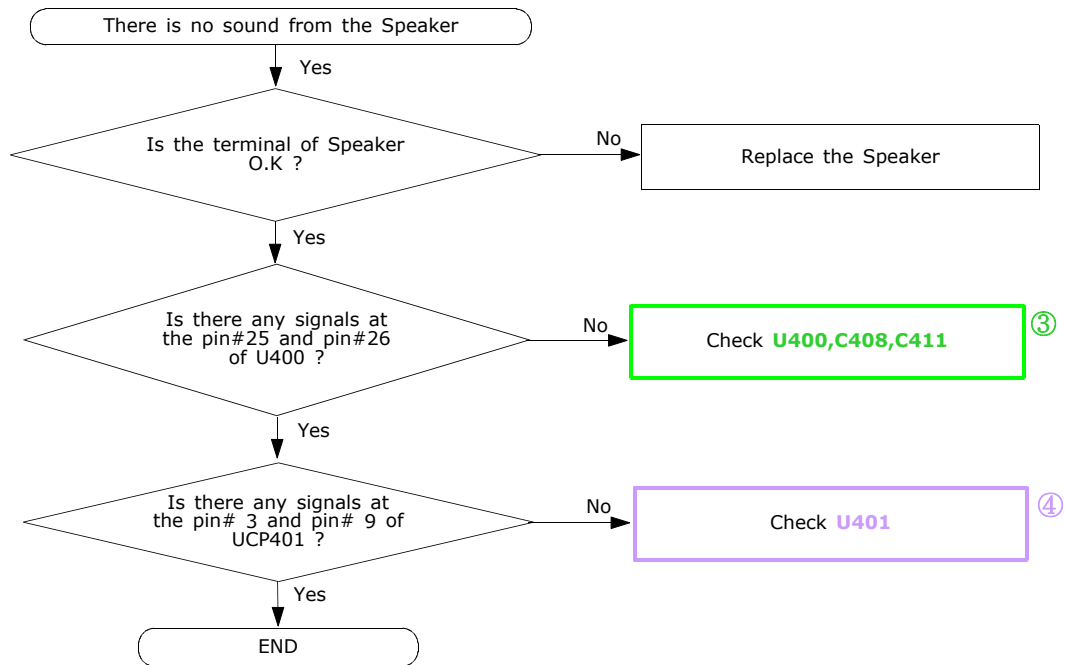 There is no sound from the Speaker
Yes
Is the terminal of Speaker
O.K ?
No
Replace the Speaker
Yes
Is there any signals at
the pin#25 and pin#26
of U400 ?
No
Check U400,C408,C411
③
Yes
Is there any signals at
the pin# 3 and pin# 9 of
UCP401 ?
No
Check U401
④
Yes
END